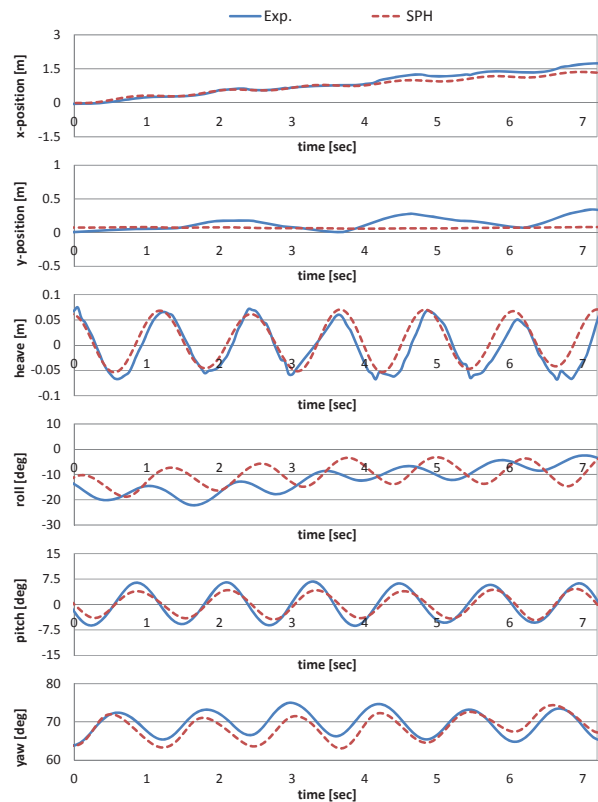 Exp. SPH
x-position [m]
3
1.5
0
-1.5
0 1 2 3 4 5 6 7
time [sec]
y-position [m]
1
0.5
0
-0.5
0 1 2 3 4 5 6 7
time [sec]
heave [m]
0.1
0.05
0
-0.05
-0.1
0 1 2 3 4 5 6 7
time [sec]
roll [deg]
10
0
-10
-20
-30
0 1 2 3 4 5 6 7
time [sec]
pitch [deg]
15
7.5
0
-7.5
-15
0 1 2 3 4 5 6 7
time [sec]
yaw [deg]
80
70
60
0 1 2 3 4 5 6 7
time [sec]